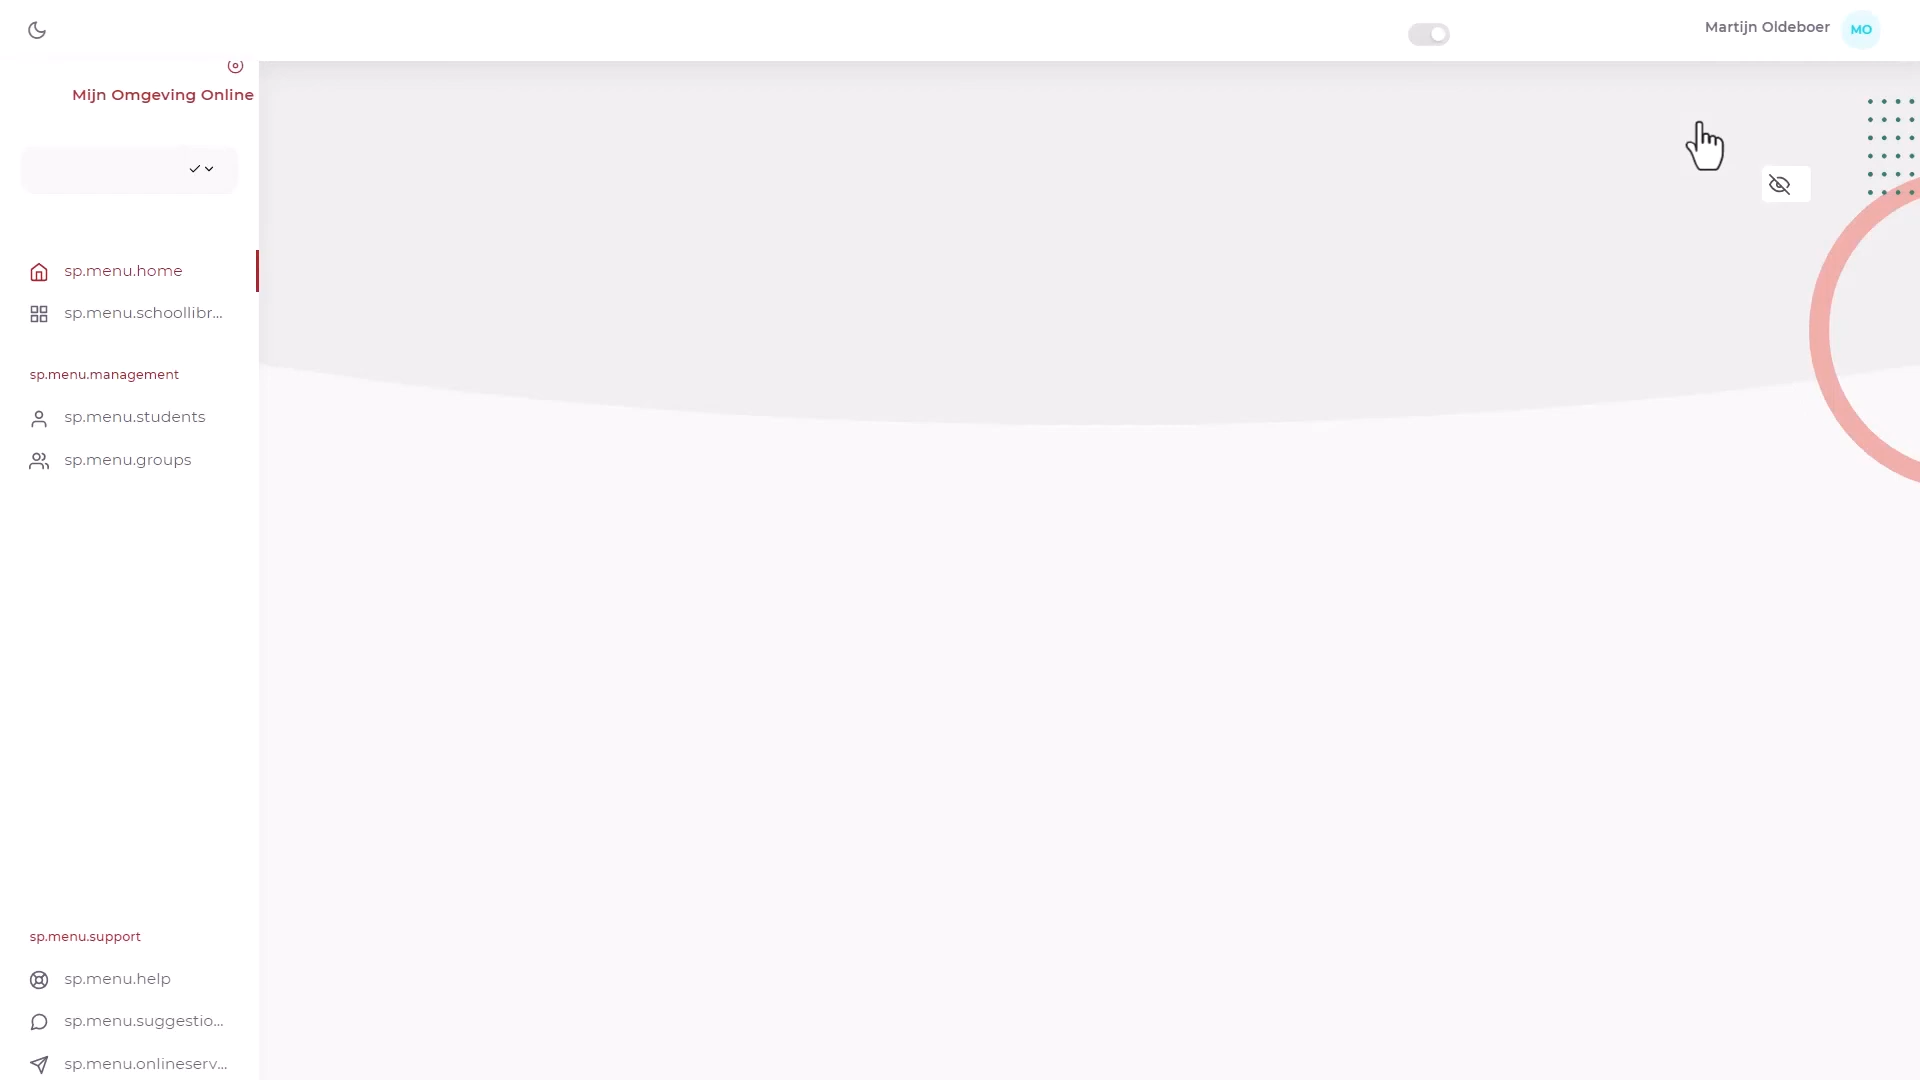 Martijn Oldeboer
MO
Mijn Omgeving Online
sp.menu.home
sp.menu.schoollibr...
sp.menu.management
sp.menu.students
sp.menu.groups
sp.menu.support
sp.menu.help
sp.menu.suggestio...
sp.menu.onlineserv...